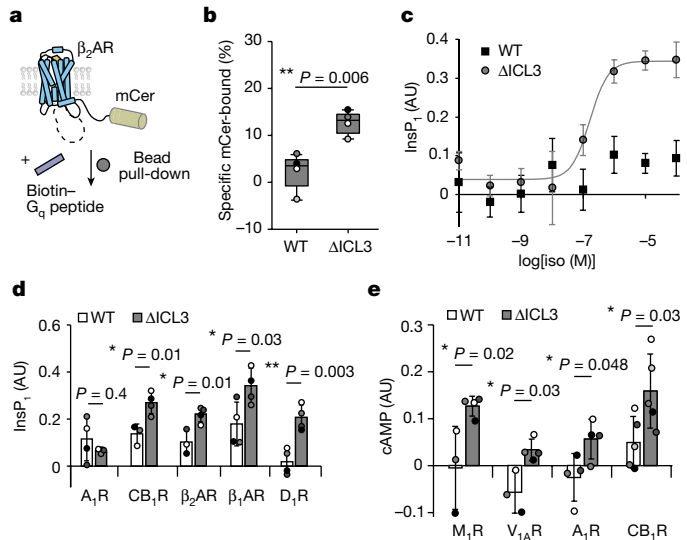 a
β2AR
mCer
+
Biotin–
Gq peptide
Bead
pull-down
b
Specific mCer-bound (%)
30
20
10
0
−10
** P = 0.006
WT
ΔICL3
c
InsP1 (AU)
0.4
0.3
0.2
0.1
0
WT
ΔICL3
−11
−9
−7
−5
log[iso (M)]
d
WT
ΔICL3
InsP1 (AU)
0.6
0.4
0.2
0
P = 0.4
* P = 0.01
* P = 0.01
* P = 0.03
** P = 0.003
A1R
CB1R
β2AR
β1AR
D1R
e
WT
ΔICL3
cAMP (AU)
0.3
0.2
0.1
0
−0.1
* P = 0.02
* P = 0.03
* P = 0.048
* P = 0.03
M1R
V1AR
A1R
CB1R